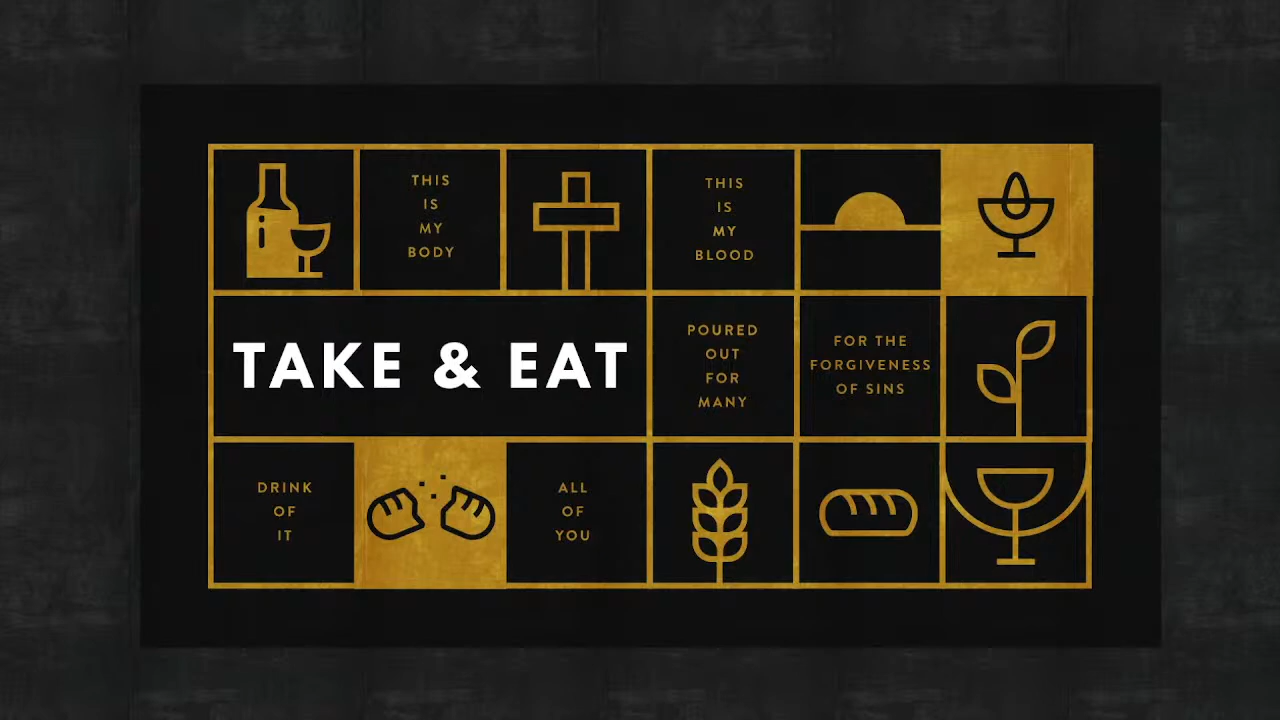 THIS
IS
MY
BODY
THIS
IS
MY
BLOOD
TAKE & EAT
POURED
OUT
FOR
MANY
FOR THE
FORGIVENESS
OF SINS
DRINK
OF
IT
ALL
OF
YOU